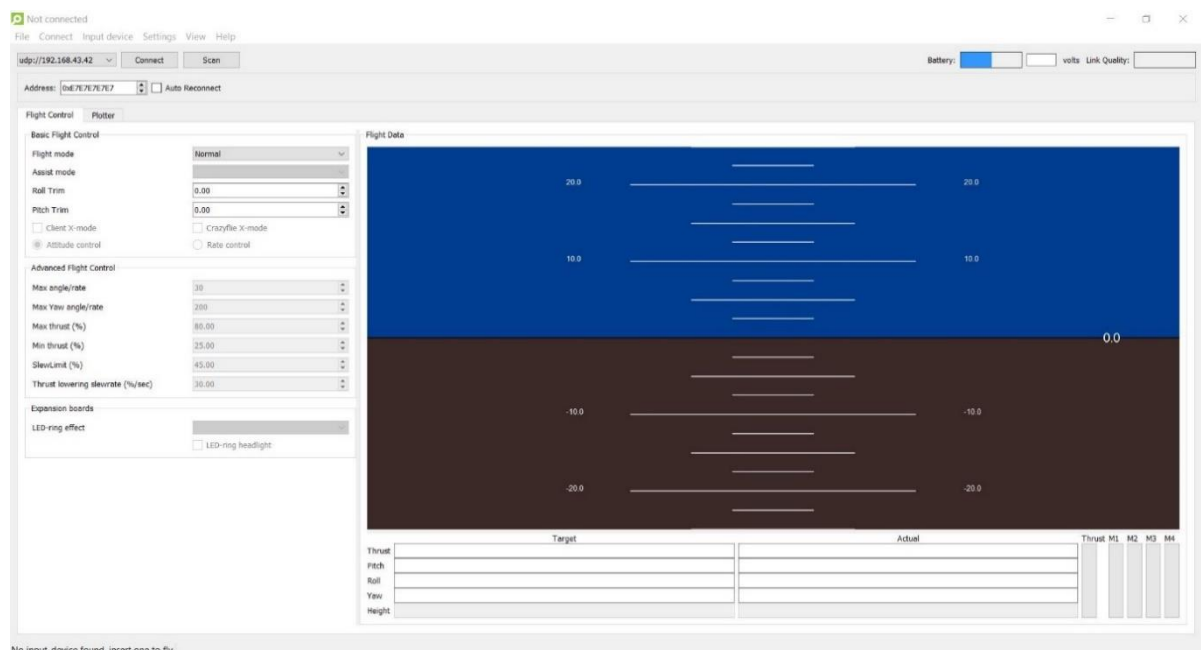 Not connected
File Connect Input device Settings View Help
udp://192.168.43.42 Connect Scan Battery: volts Link Quality:
Address: 0xE7E7E7E7E7 Auto Reconnect
Flight Control Plotter
Basic Flight Control
Flight mode Normal
Assist mode
Roll Trim 0.00
Pitch Trim 0.00
Client X-mode Crazyflie X-mode
Attitude control Rate control
Advanced Flight Control
Max angle/rate 30
Max Yaw angle/rate 200
Max thrust (%) 80.00
Min thrust (%) 25.00
SlewLimit (%) 45.00
Thrust lowering slewrate (%/sec) 30.00
Expansion boards
LED-ring effect
LED-ring headlight
Flight Data
20.0 20.0
10.0 10.0
0.0
-10.0 -10.0
-20.0 -20.0
Target Actual Thrust M1 M2 M3 M4
Thrust
Pitch
Roll
Yaw
Height
No input device found, insert one to fly